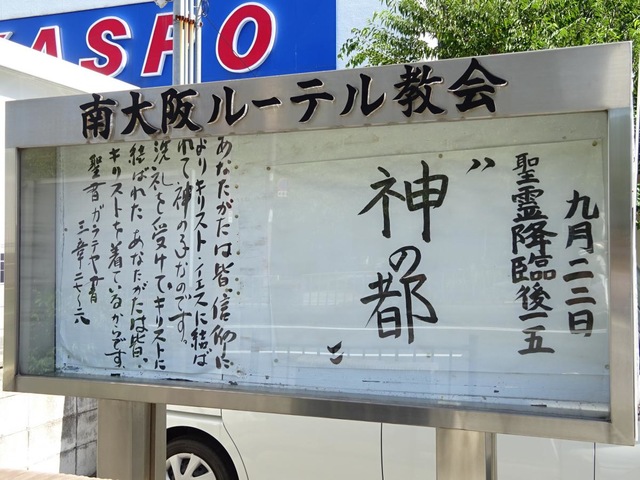 KASPO
南大阪ルーテル教会
九月二二日
聖霊降臨後一五
〝神の都〟
あなたがたは皆、信仰に
よりキリスト・イエスに結ば
れて神の子なのです。
洗礼を受けてキリストに
結ばれたあなたがたは皆、
キリストを着ているからです。
聖書 ガラテヤ書
三章二六〜二七